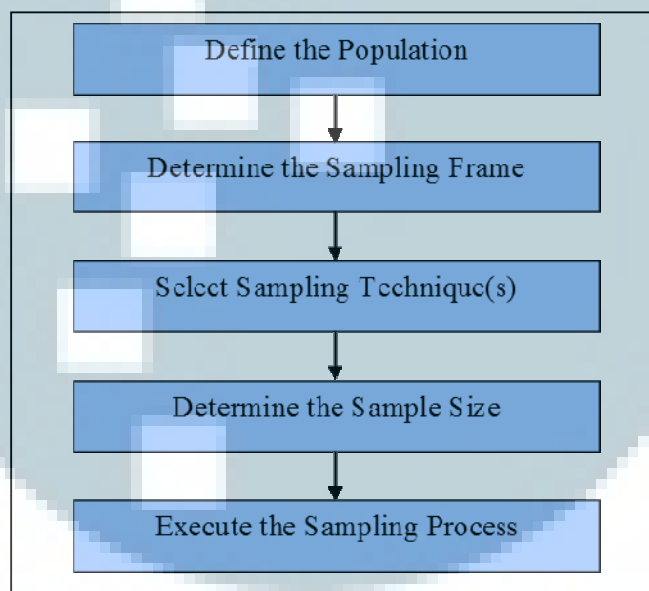 Define the Population
Determine the Sampling Frame
Select Sampling Technique(s)
Determine the Sample Size
Execute the Sampling Process